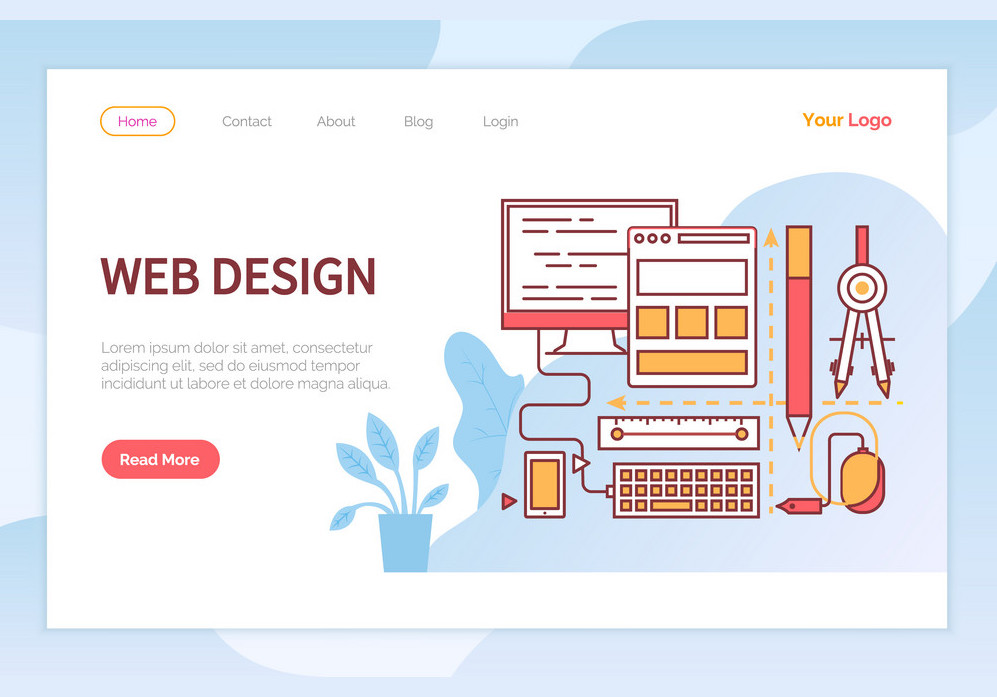 Home Contact About Blog Login Your Logo
WEB DESIGN
Lorem ipsum dolor sit amet, consectetur
adipiscing elit, sed do eiusmod tempor
incididunt ut labore et dolore magna aliqua.
Read More